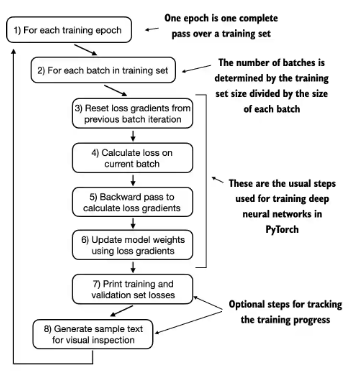 One epoch is one complete
pass over a training set
1) For each training epoch
2) For each batch in training set
The number of batches is
determined by the training
set size divided by the size
of each batch
3) Reset loss gradients from
previous batch iteration
4) Calculate loss on
current batch
5) Backward pass to
calculate loss gradients
6) Update model weights
using loss gradients
These are the usual steps
used for training deep
neural networks in
PyTorch
7) Print training and
validation set losses
8) Generate sample text
for visual inspection
Optional steps for tracking
the training progress